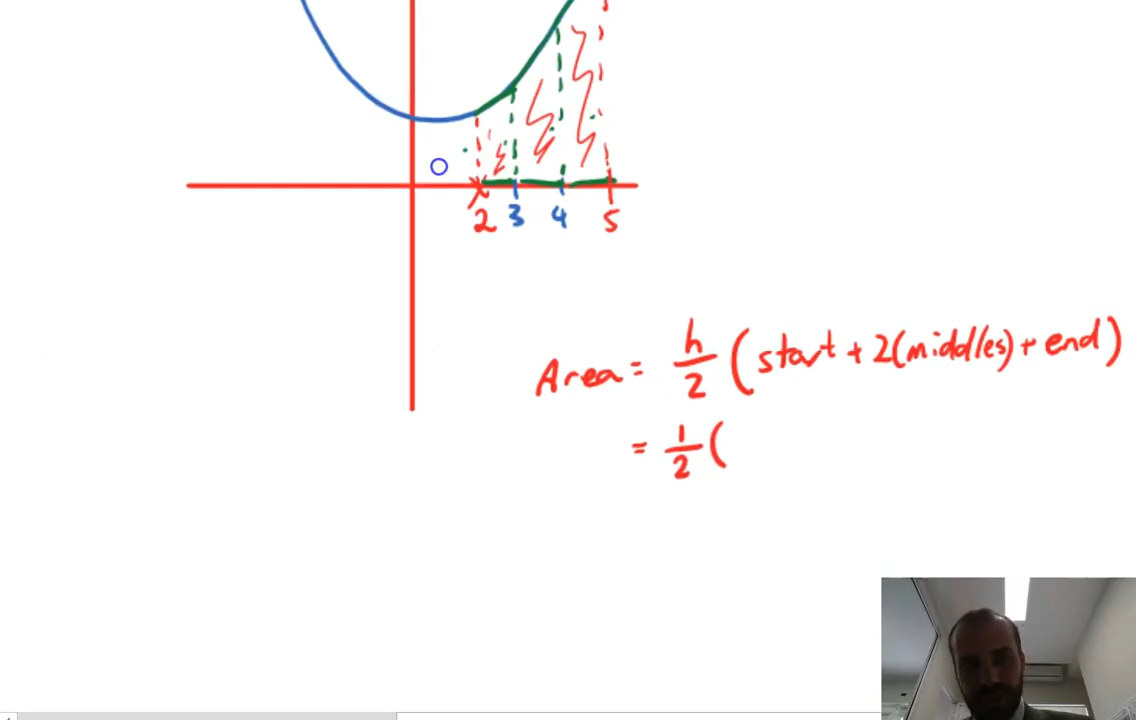 2 3 4 5
Area = h/2 (start + 2(middles) + end)
= 1/2 (